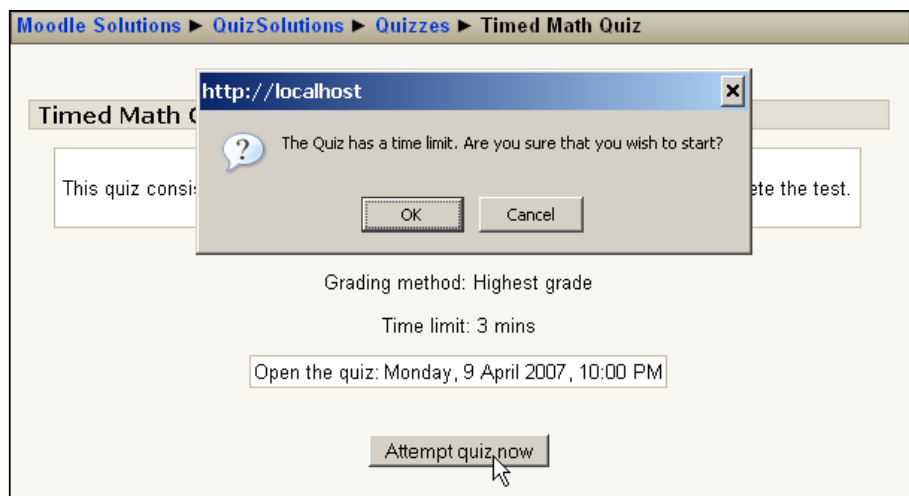 Moodle Solutions ► QuizSolutions ► Quizzes ► Timed Math Quiz
http://localhost
Timed Math
The Quiz has a time limit. Are you sure that you wish to start?
This quiz the test.
OK Cancel
Grading method: Highest grade
Time limit: 3 mins
Open the quiz: Monday, 9 April 2007, 10:00 PM
Attempt quiz now